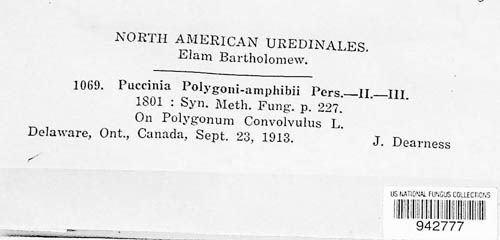 NORTH AMERICAN UREDINALES.
Elam Bartholomew.
1069. Puccinia Polygoni-amphibii Pers.—II.—III.
1801 : Syn. Meth. Fung. p. 227.
On Polygonum Convolvulus L.
Delaware, Ont., Canada, Sept. 23, 1913. J. Dearness
US NATIONAL FUNGUS COLLECTIONS
942777